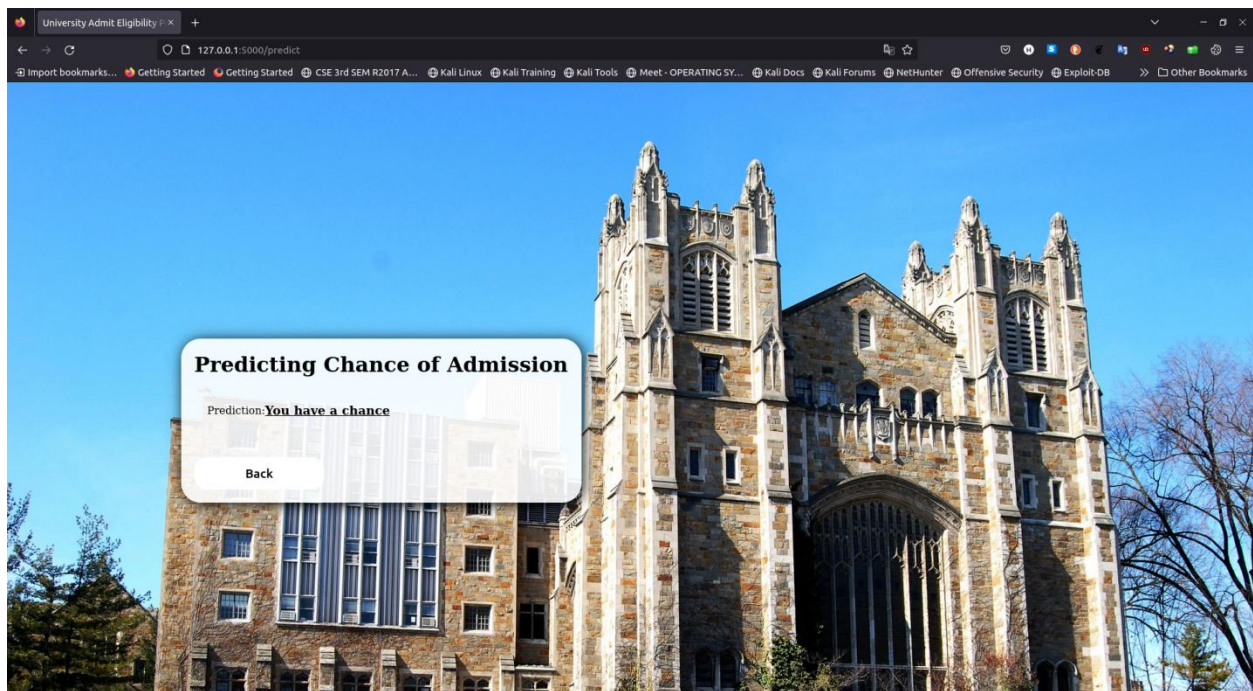 University Admit Eligibility P
127.0.0.1:5000/predict
Import bookmarks... Getting Started Getting Started CSE 3rd SEM R2017 A... Kali Linux Kali Training Kali Tools Meet - OPERATING SY... Kali Docs Kali Forums NetHunter Offensive Security Exploit-DB Other Bookmarks
Predicting Chance of Admission
Prediction:You have a chance
Back